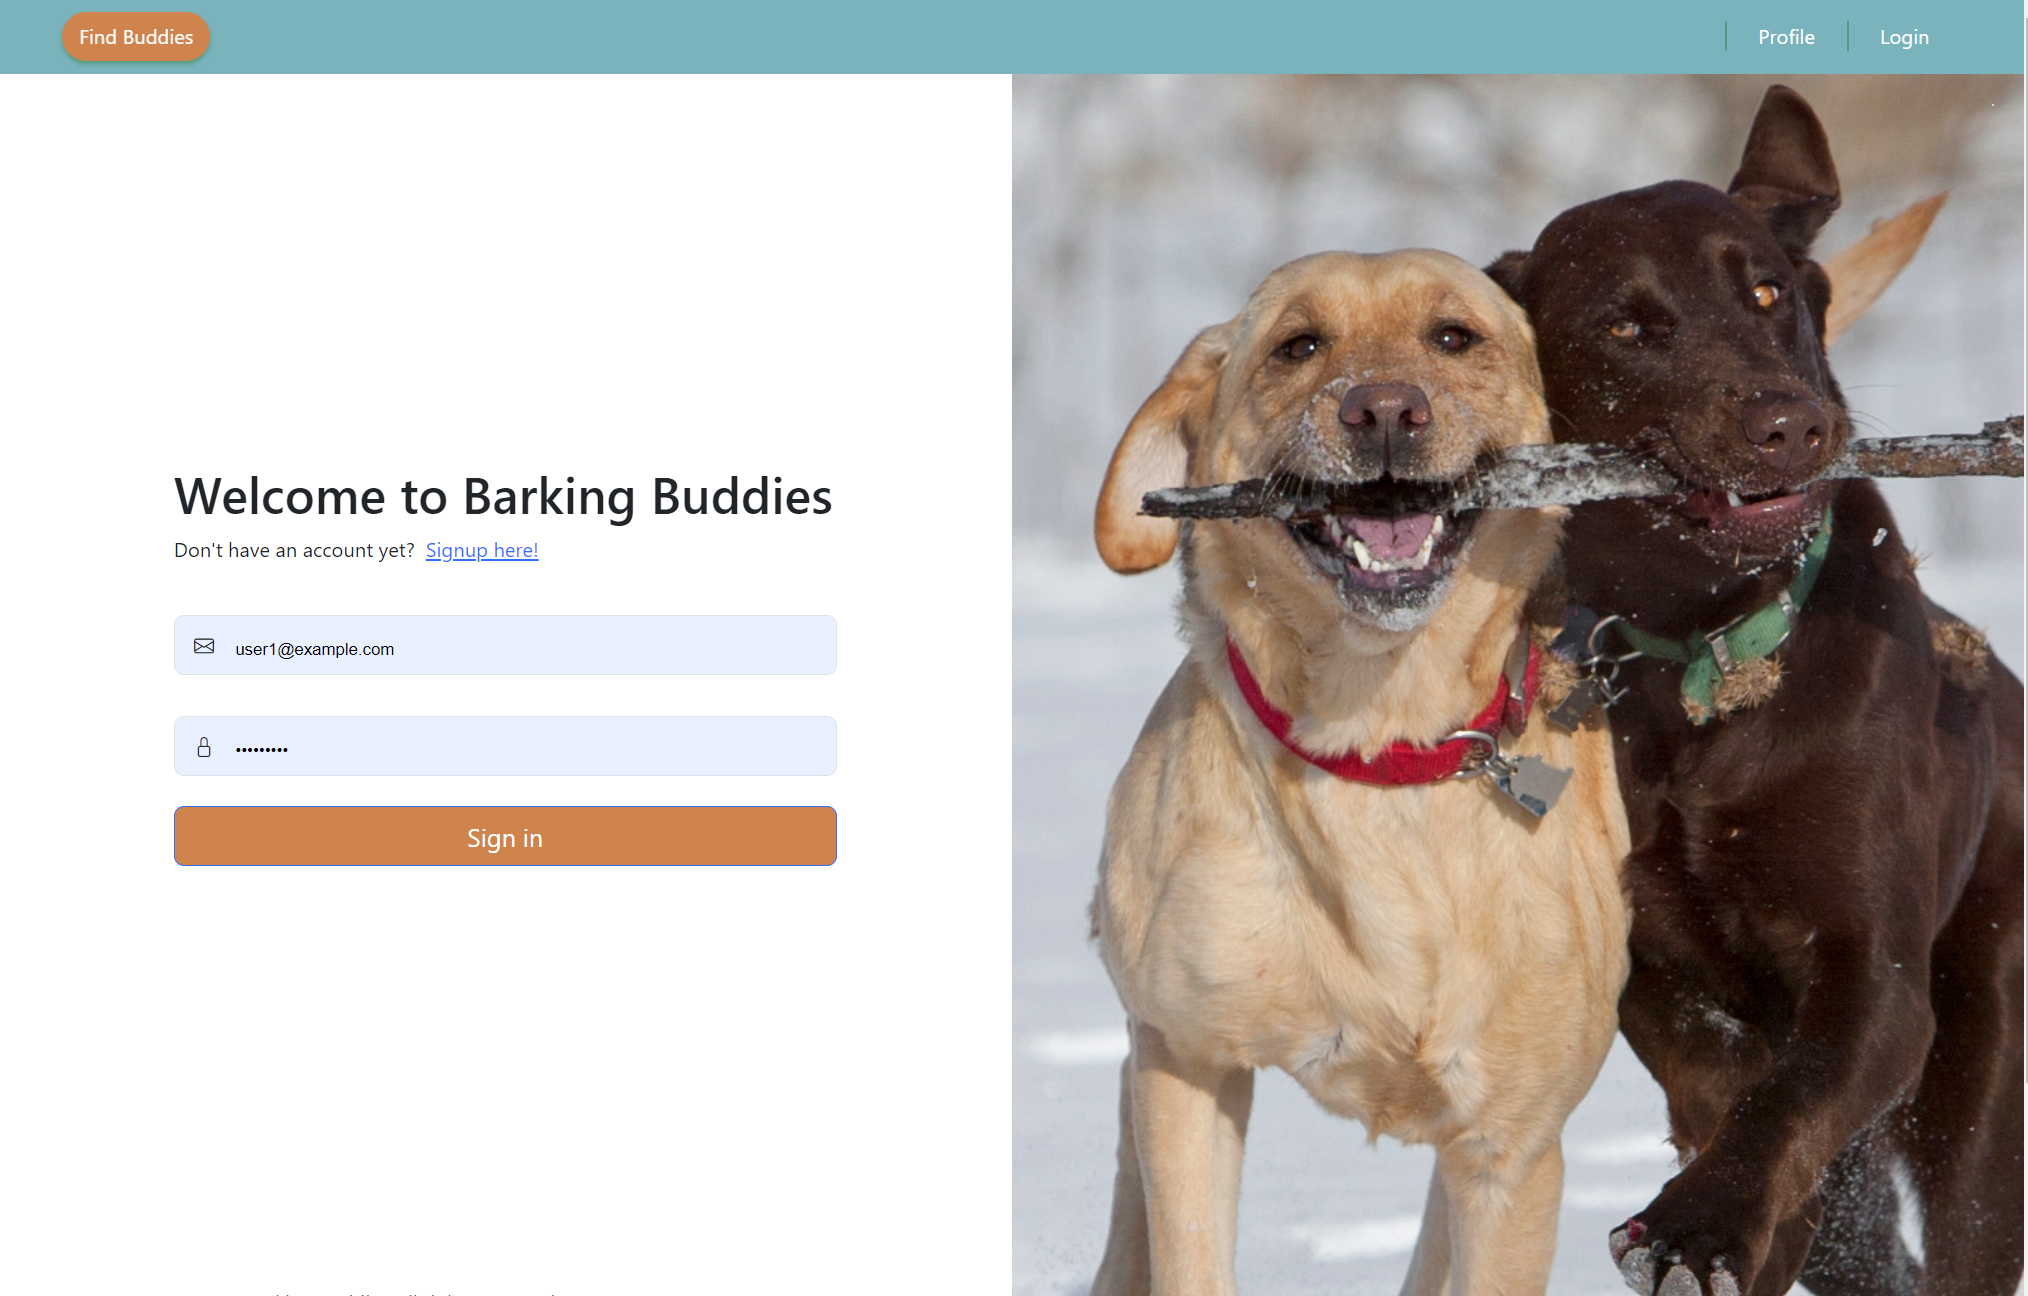 Find Buddies
Profile
Login
Welcome to Barking Buddies
Don't have an account yet? Signup here!
user1@example.com
•••••••••
Sign in